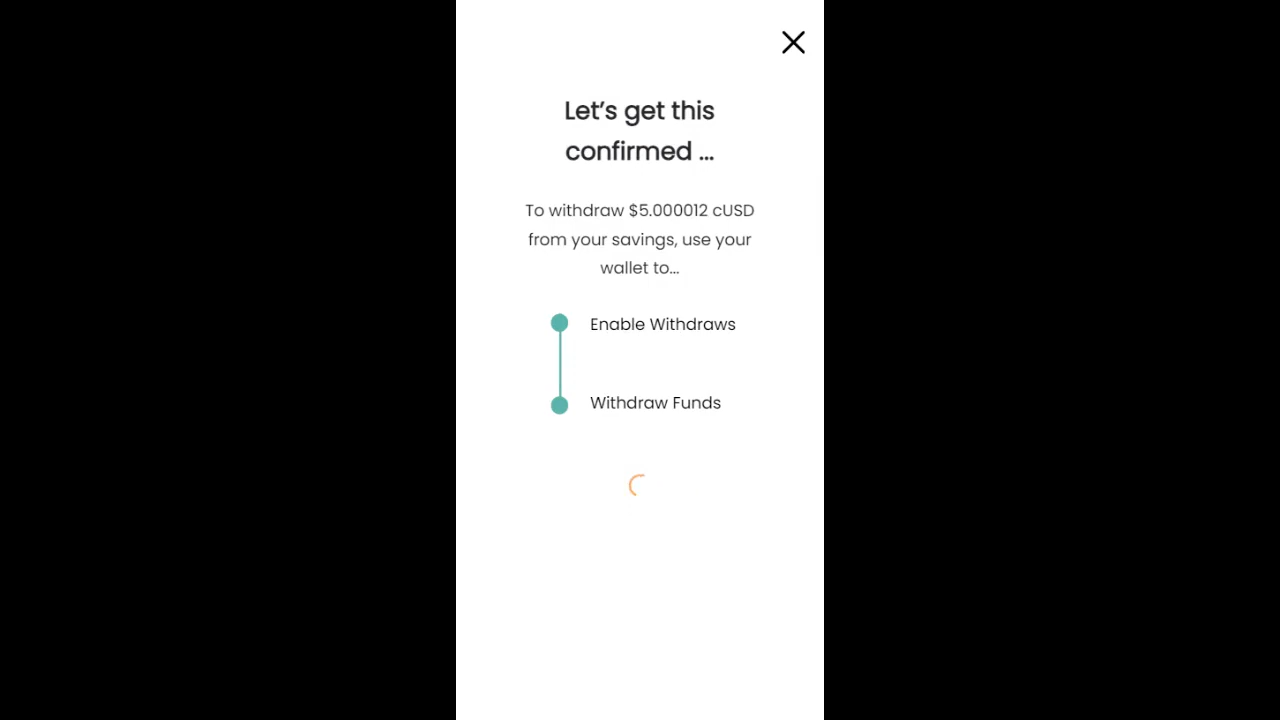 Let’s get this
confirmed ...
To withdraw $5.000012 cUSD
from your savings, use your
wallet to...
Enable Withdraws
Withdraw Funds